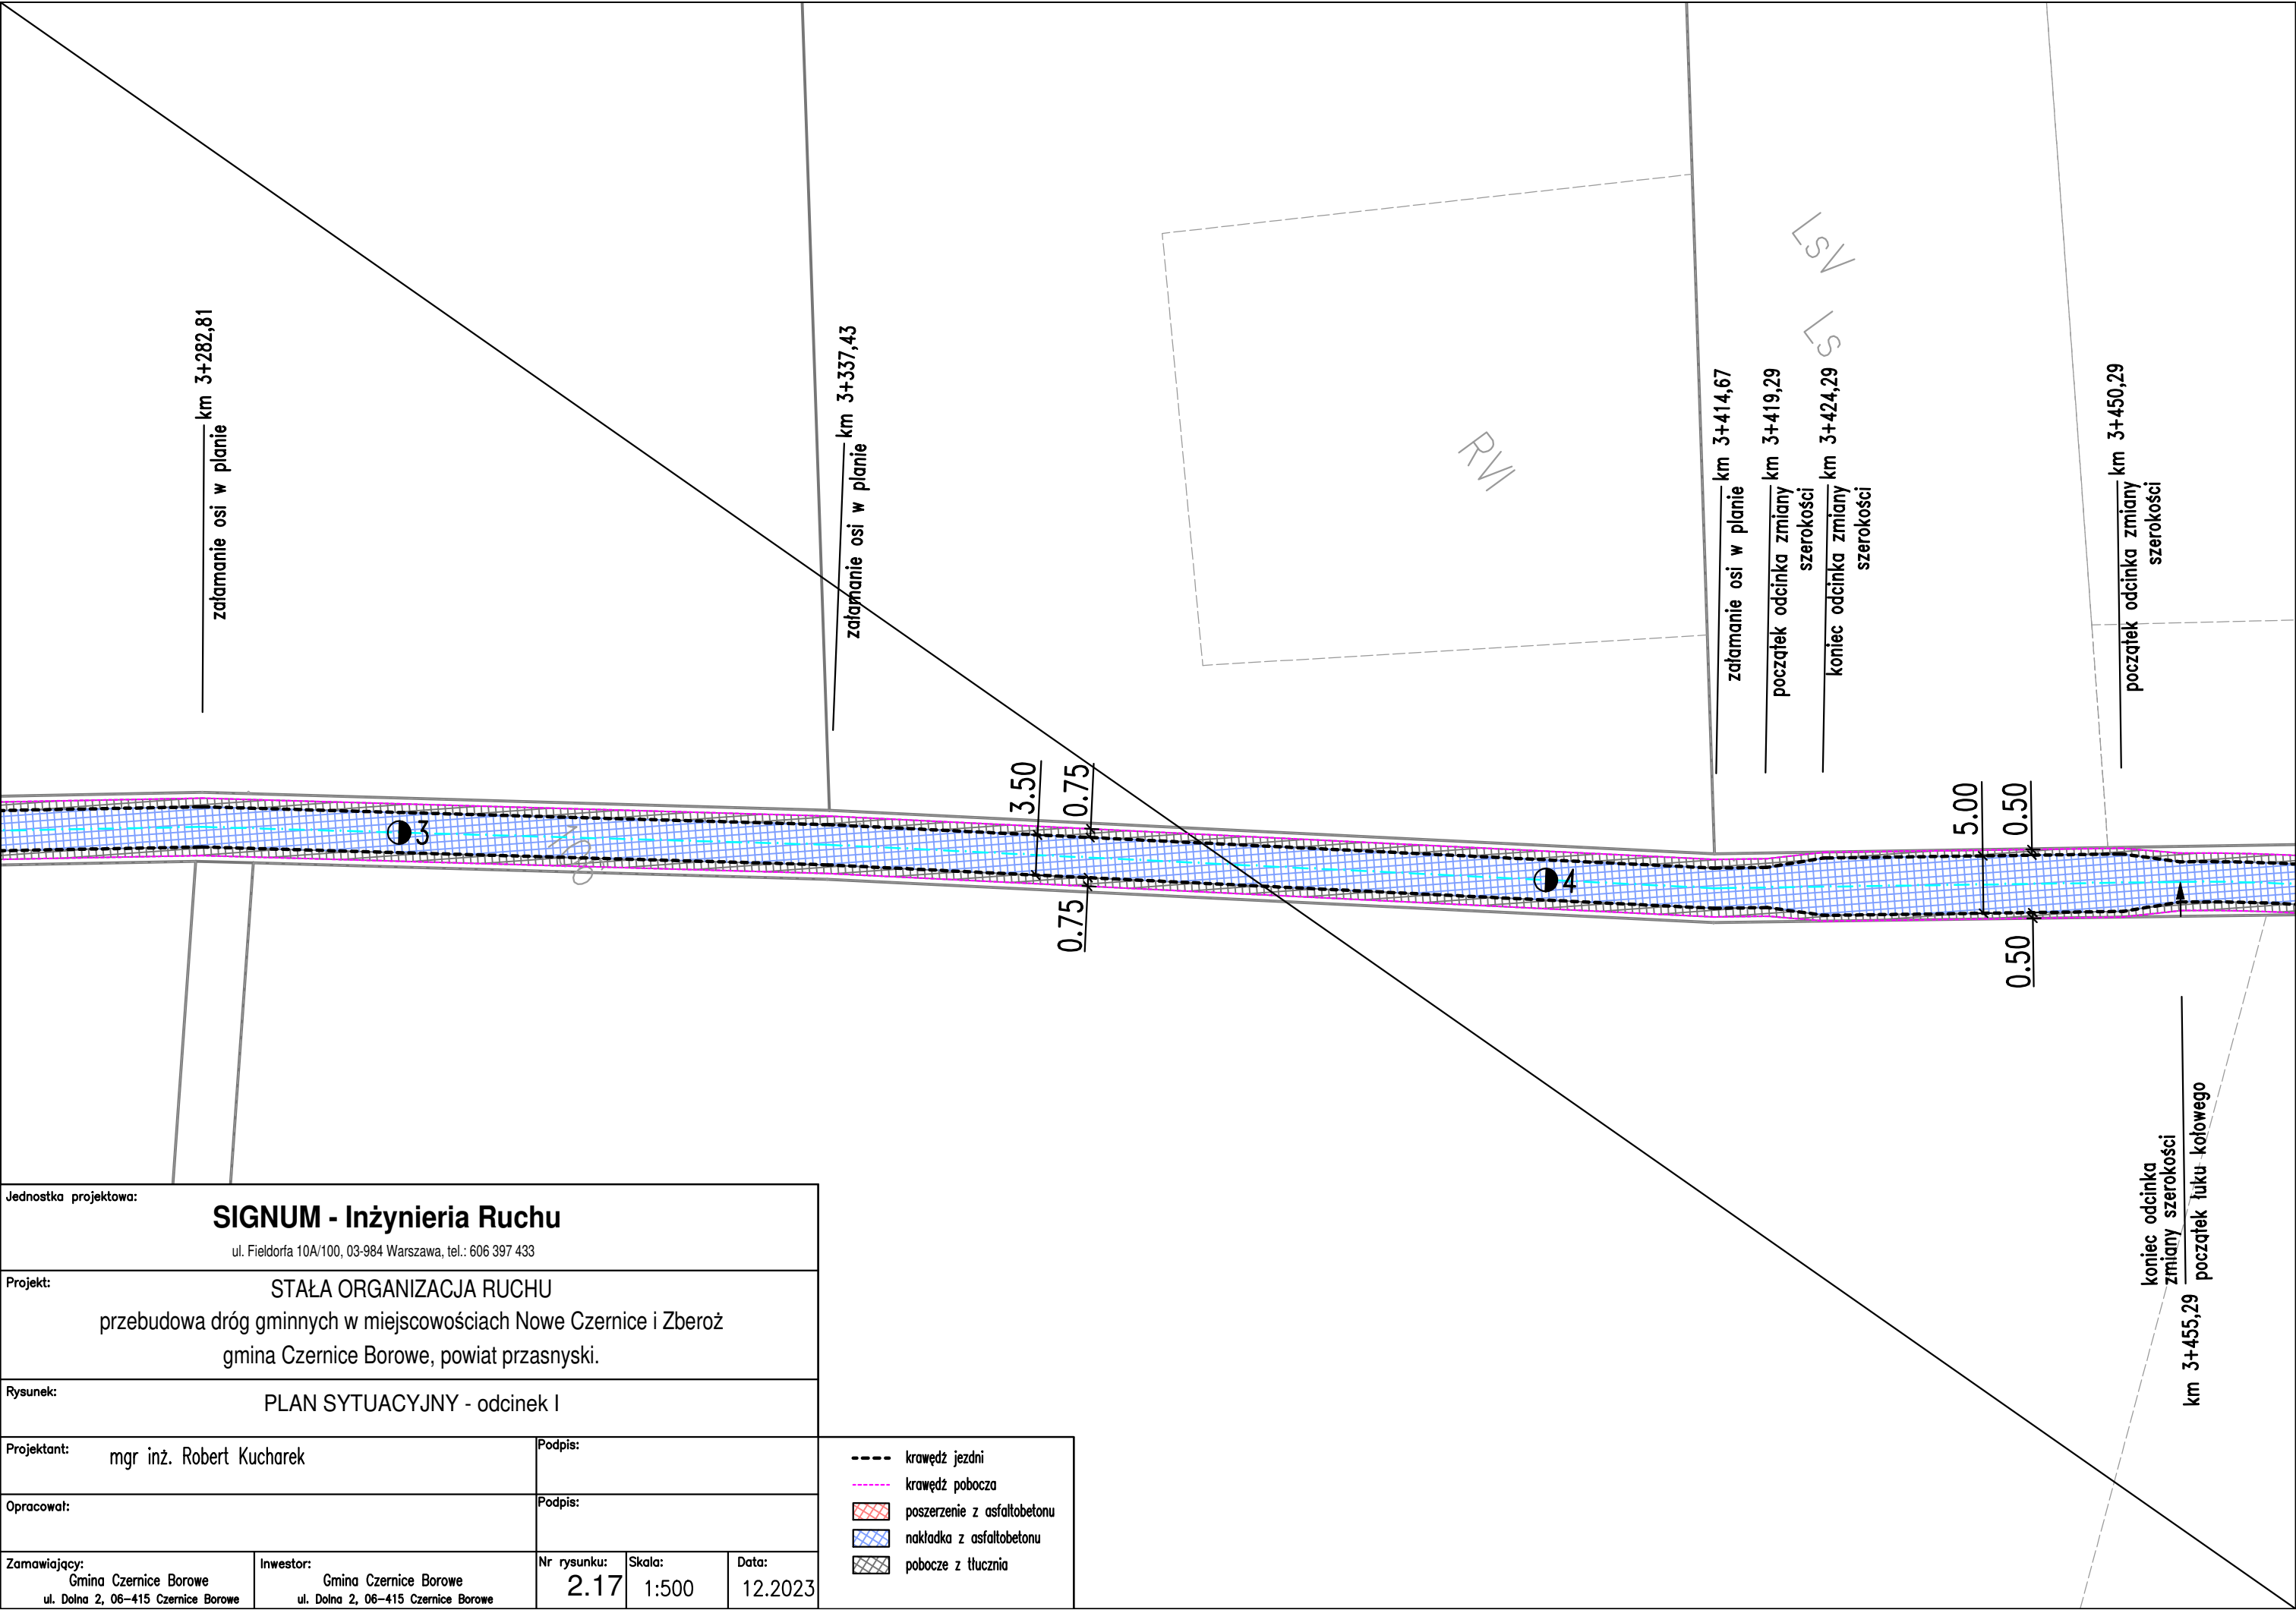 km 3+282,81
załamanie osi w planie
km 3+337,43
załamanie osi w planie
RVI
LsV
Ls
km 3+414,67
załamanie osi w planie
km 3+419,29
początek odcinka zmiany
szerokości
km 3+424,29
koniec odcinka zmiany
szerokości
km 3+450,29
początek odcinka zmiany
szerokości
3.50
0.75
5.00
0.50
3
4
0.75
0.50
koniec odcinka
zmiany szerokości
km 3+455,29
początek łuku kołowego
Jednostka projektowa:
SIGNUM - Inżynieria Ruchu
ul. Fieldorfa 10A/100, 03-984 Warszawa, tel.: 606 397 433
Projekt:
STAŁA ORGANIZACJA RUCHU
przebudowa dróg gminnych w miejscowościach Nowe Czernice i Zberoż
gmina Czernice Borowe, powiat przasnyski.
Rysunek:
PLAN SYTUACYJNY - odcinek I
Projektant:
mgr inż. Robert Kucharek
Podpis:
Opracował:
Podpis:
Zamawiający:
Gmina Czernice Borowe
ul. Dolna 2, 06-415 Czernice Borowe
Inwestor:
Gmina Czernice Borowe
ul. Dolna 2, 06-415 Czernice Borowe
Nr rysunku:
2.17
Skala:
1:500
Data:
12.2023
krawędź jezdni
krawędź pobocza
poszerzenie z asfaltobetonu
nakładka z asfaltobetonu
pobocze z tłucznia